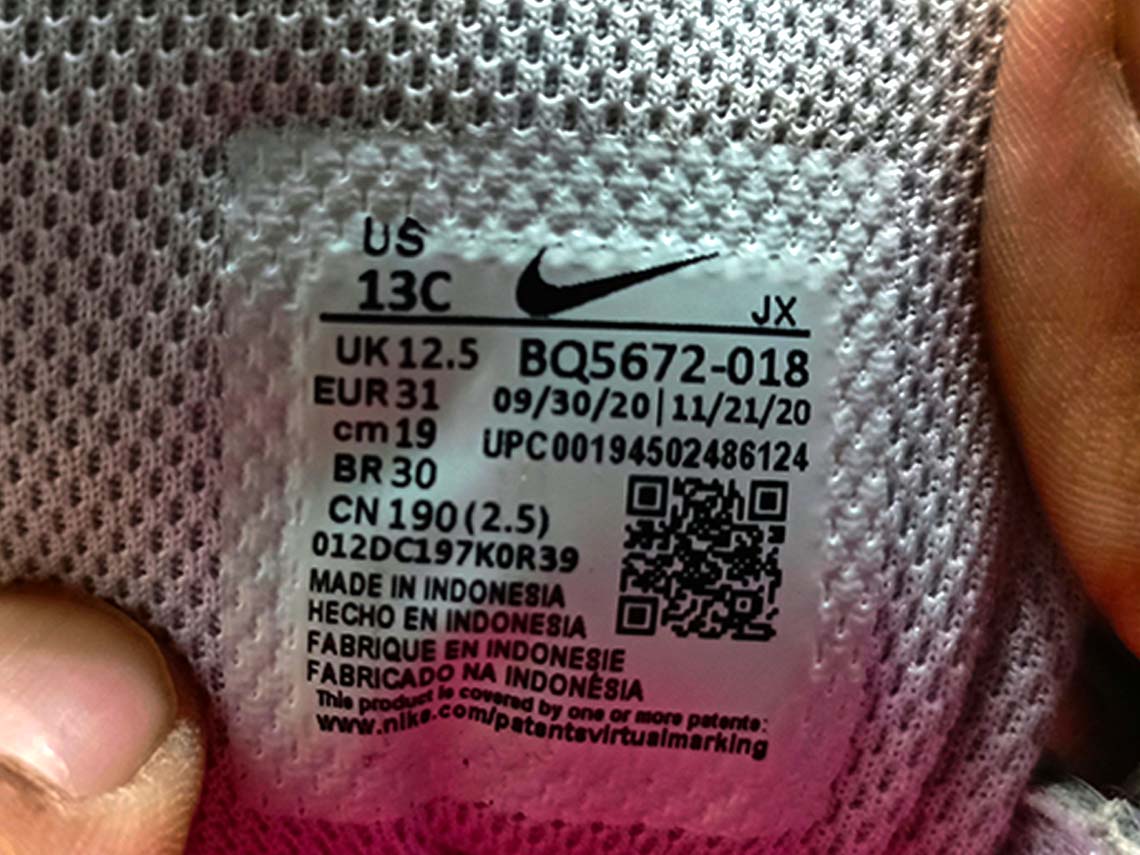 US
13C
JX
UK 12.5
BQ5672-018
EUR 31
09/30/20 | 11/21/20
cm 19
UPC 00194502486124
BR 30
CN 190 (2.5)
012DC197K0R39
MADE IN INDONESIA
HECHO EN INDONESIA
FABRIQUE EN INDONESIE
FABRICADO NA INDONÉSIA
This product is covered by one or more patents:
www.nike.com/patentsvirtualmarking